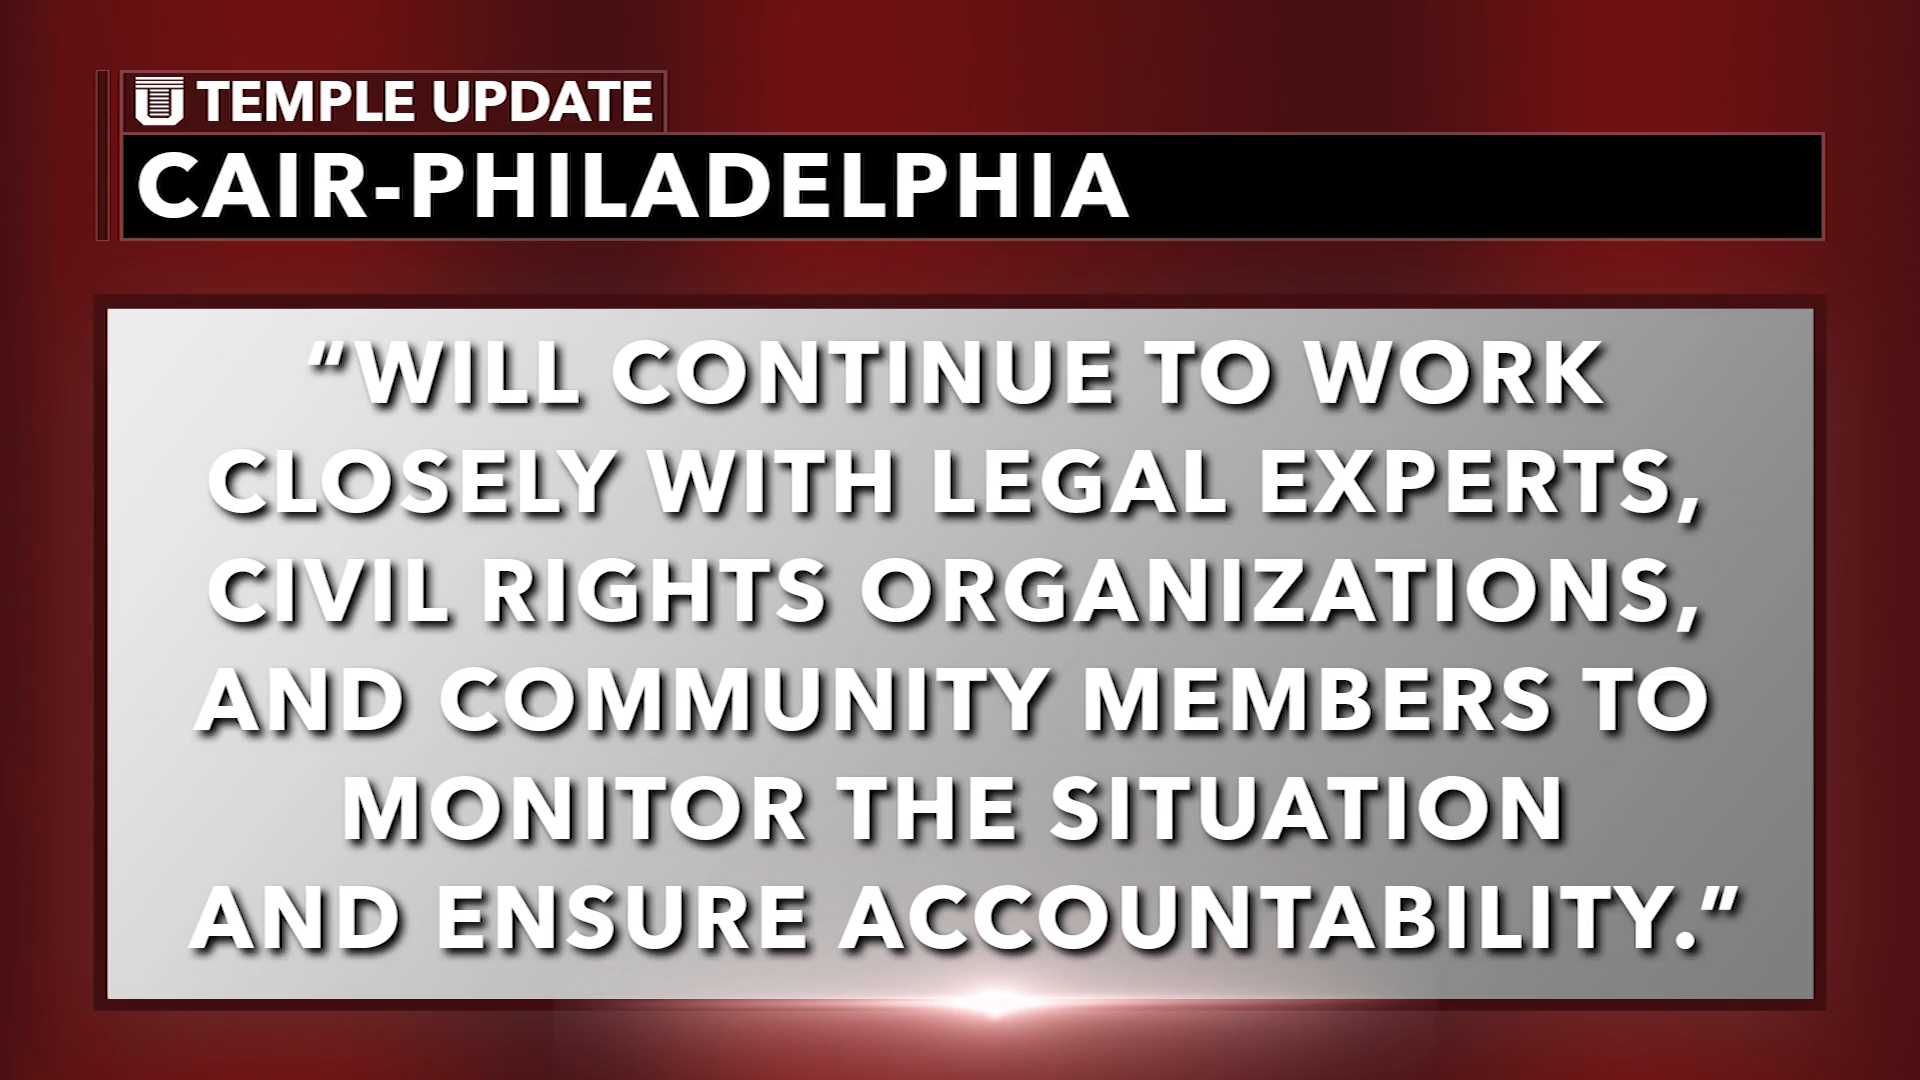 TEMPLE UPDATE
CAIR-PHILADELPHIA
“WILL CONTINUE TO WORK
CLOSELY WITH LEGAL EXPERTS,
CIVIL RIGHTS ORGANIZATIONS,
AND COMMUNITY MEMBERS TO
MONITOR THE SITUATION
AND ENSURE ACCOUNTABILITY.”